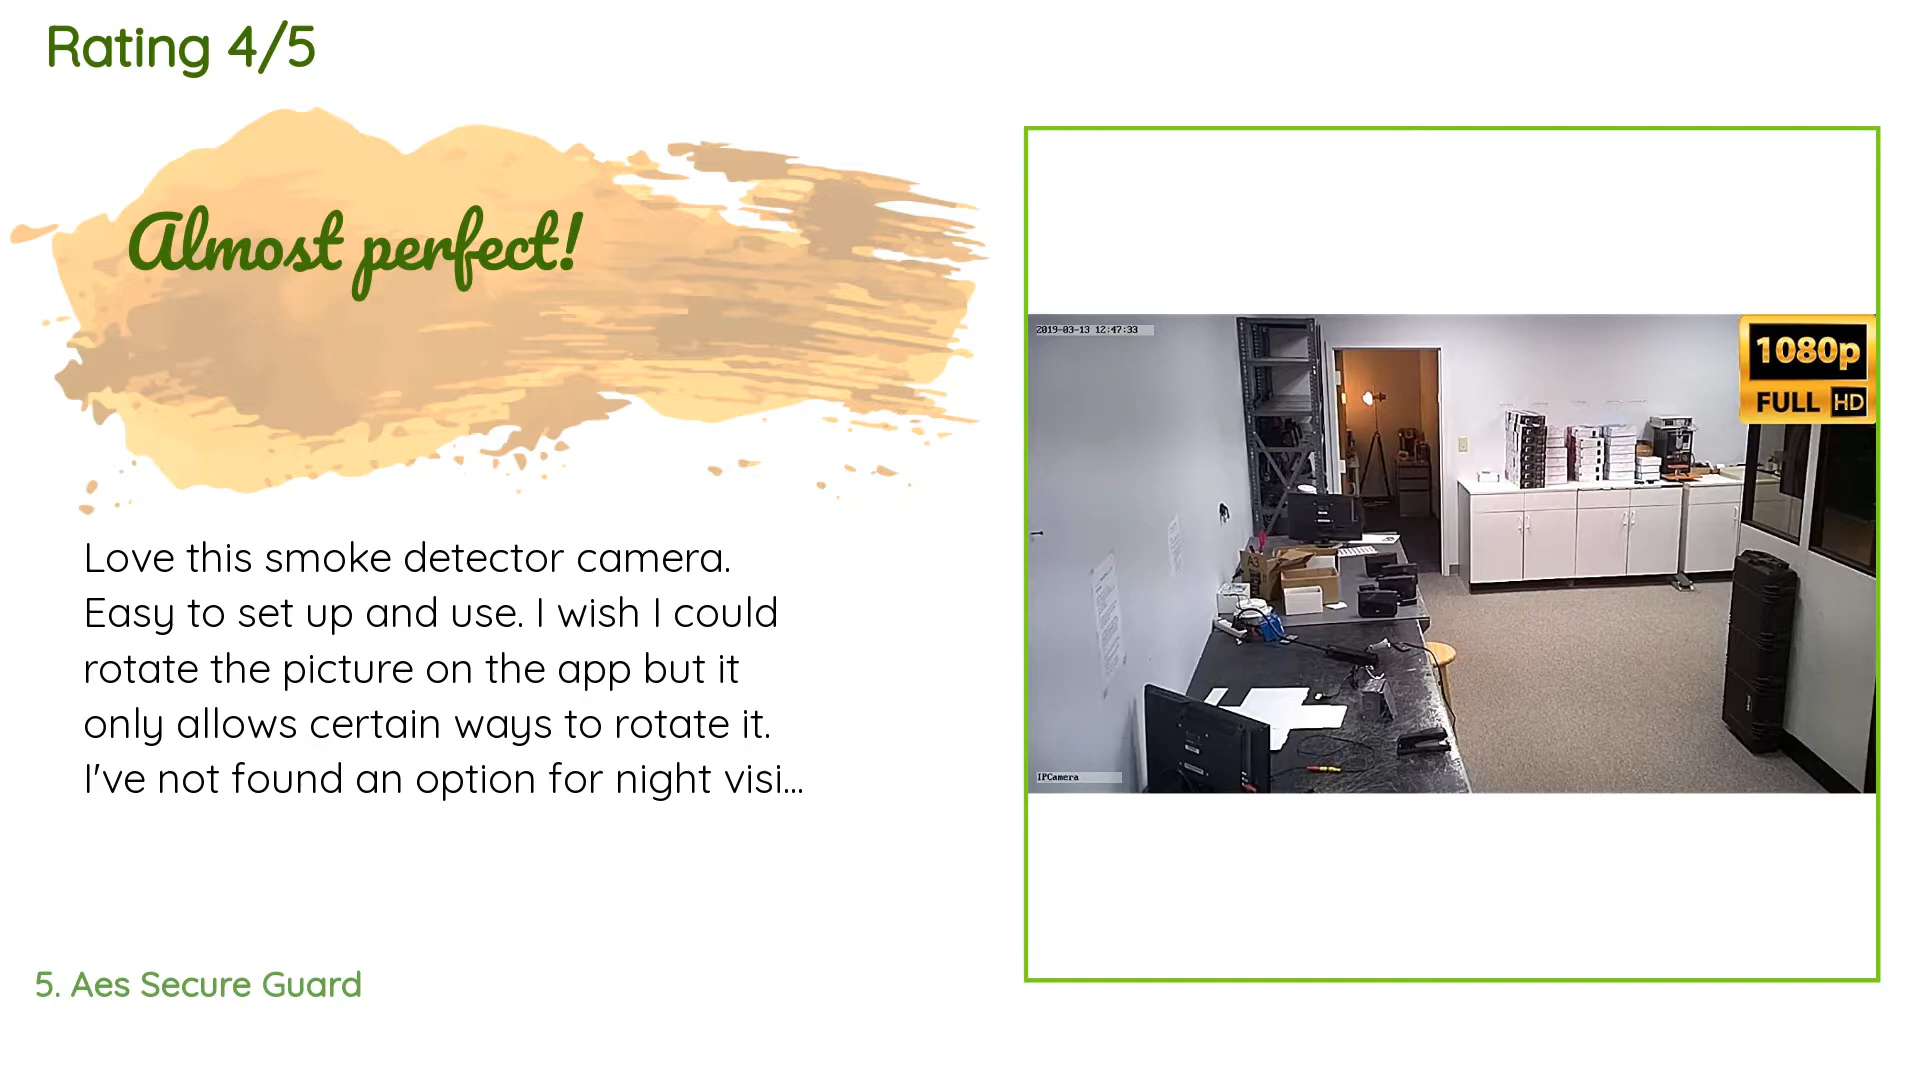 Rating 4/5
Almost perfect!
Love this smoke detector camera.
Easy to set up and use. I wish I could
rotate the picture on the app but it
only allows certain ways to rotate it.
I've not found an option for night visi...
5. Aes Secure Guard
2019-03-13 12:47:33
1080p
FULL HD
A3
IPCamera